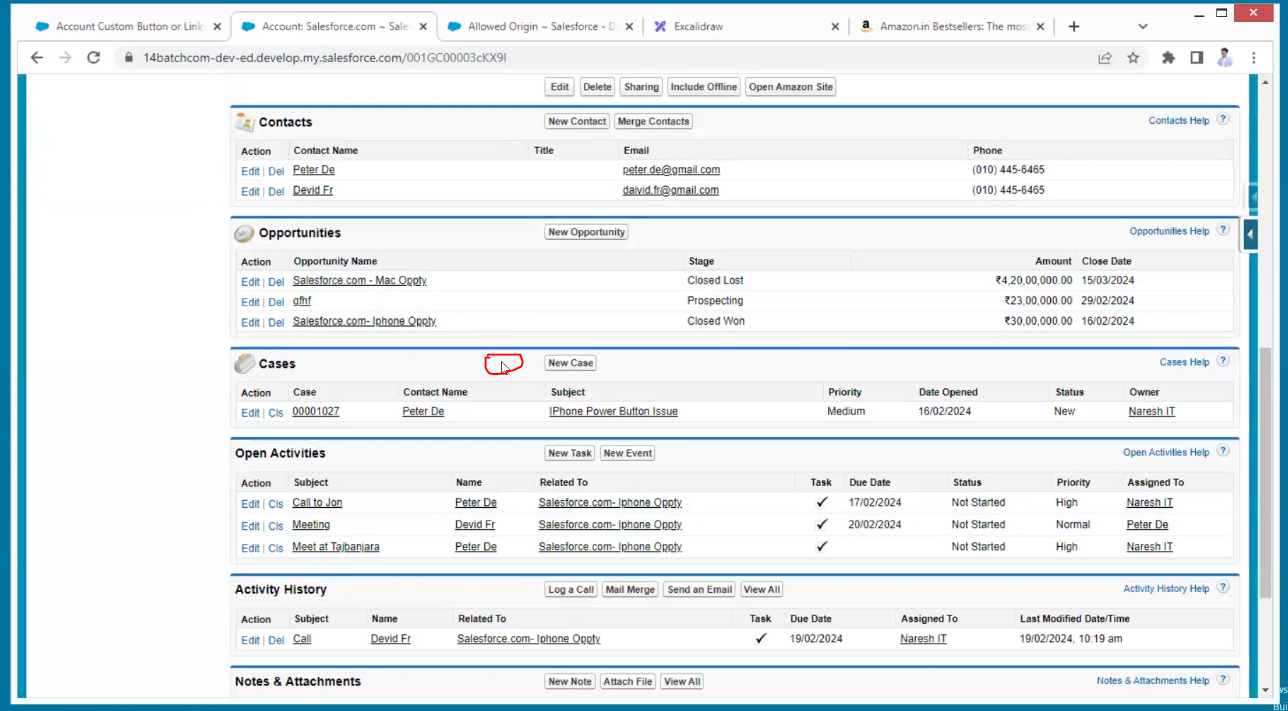 Account Custom Button or Link
Account: Salesforce.com ~ Sale
Allowed Origin ~ Salesforce - D
Excalidraw
Amazon.in Bestsellers: The mos
14batchcom-dev-ed.develop.my.salesforce.com/001GC00003cKX9I
Edit Delete Sharing Include Offline Open Amazon Site
Contacts New Contact Merge Contacts Contacts Help ?
Action Contact Name Title Email Phone
Edit | Del Peter De peter.de@gmail.com (010) 445-6465
Edit | Del Devid Fr daivid.fr@gmail.com (010) 445-6465
Opportunities New Opportunity Opportunities Help ?
Action Opportunity Name Stage Amount Close Date
Edit | Del Salesforce.com - Mac Oppty Closed Lost ₹4,20,00,000.00 15/03/2024
Edit | Del gfhf Prospecting ₹23,00,000.00 29/02/2024
Edit | Del Salesforce.com- Iphone Oppty Closed Won ₹30,00,000.00 16/02/2024
Cases New Case Cases Help ?
Action Case Contact Name Subject Priority Date Opened Status Owner
Edit | Cls 00001027 Peter De IPhone Power Button Issue Medium 16/02/2024 New Naresh IT
Open Activities New Task New Event Open Activities Help ?
Action Subject Name Related To Task Due Date Status Priority Assigned To
Edit | Cls Call to Jon Peter De Salesforce.com- Iphone Oppty ✓ 17/02/2024 Not Started High Naresh IT
Edit | Cls Meeting Devid Fr Salesforce.com- Iphone Oppty ✓ 20/02/2024 Not Started Normal Peter De
Edit | Cls Meet at Tajbanjara Peter De Salesforce.com- Iphone Oppty ✓ Not Started High Naresh IT
Activity History Log a Call Mail Merge Send an Email View All Activity History Help ?
Action Subject Name Related To Task Due Date Assigned To Last Modified Date/Time
Edit | Del Call Devid Fr Salesforce.com- Iphone Oppty ✓ 19/02/2024 Naresh IT 19/02/2024, 10:19 am
Notes & Attachments New Note Attach File View All Notes & Attachments Help ?